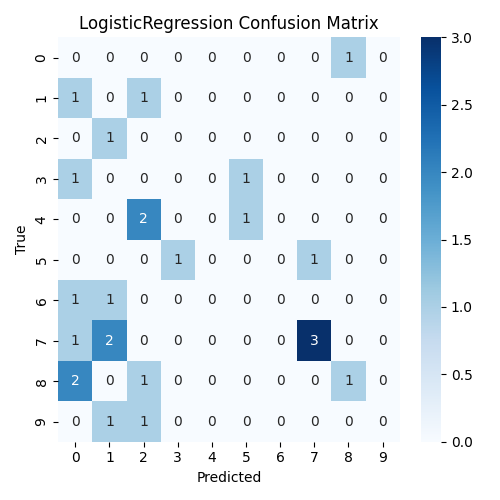 LogisticRegression Confusion Matrix
0 0 0 0 0 0 0 0 0 1 0
1 1 0 1 0 0 0 0 0 0 0
2 0 1 0 0 0 0 0 0 0 0
3 1 0 0 0 0 1 0 0 0 0
4 0 0 2 0 0 1 0 0 0 0
5 0 0 0 1 0 0 0 1 0 0
6 1 1 0 0 0 0 0 0 0 0
7 1 2 0 0 0 0 0 3 0 0
8 2 0 1 0 0 0 0 0 1 0
9 0 1 1 0 0 0 0 0 0 0
0 1 2 3 4 5 6 7 8 9
Predicted
True
3.0
2.5
2.0
1.5
1.0
0.5
0.0